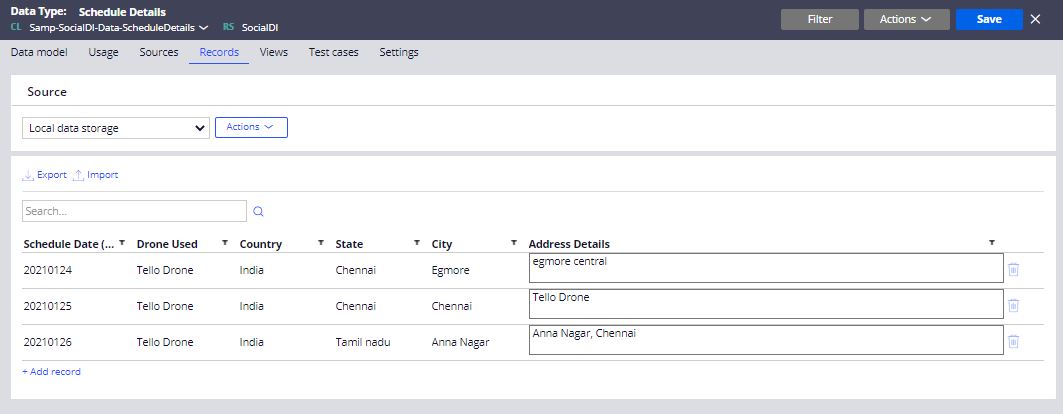 Data Type: Schedule Details
CL Samp-SocialDI-Data-ScheduleDetails RS SocialDI
Filter Actions Save
Data model Usage Sources Records Views Test cases Settings
Source
Local data storage Actions
Export Import
Search...
Schedule Date (... Drone Used Country State City Address Details
20210124 Tello Drone India Chennai Egmore egmore central
20210125 Tello Drone India Chennai Chennai Tello Drone
20210126 Tello Drone India Tamil nadu Anna Nagar Anna Nagar, Chennai
+ Add record